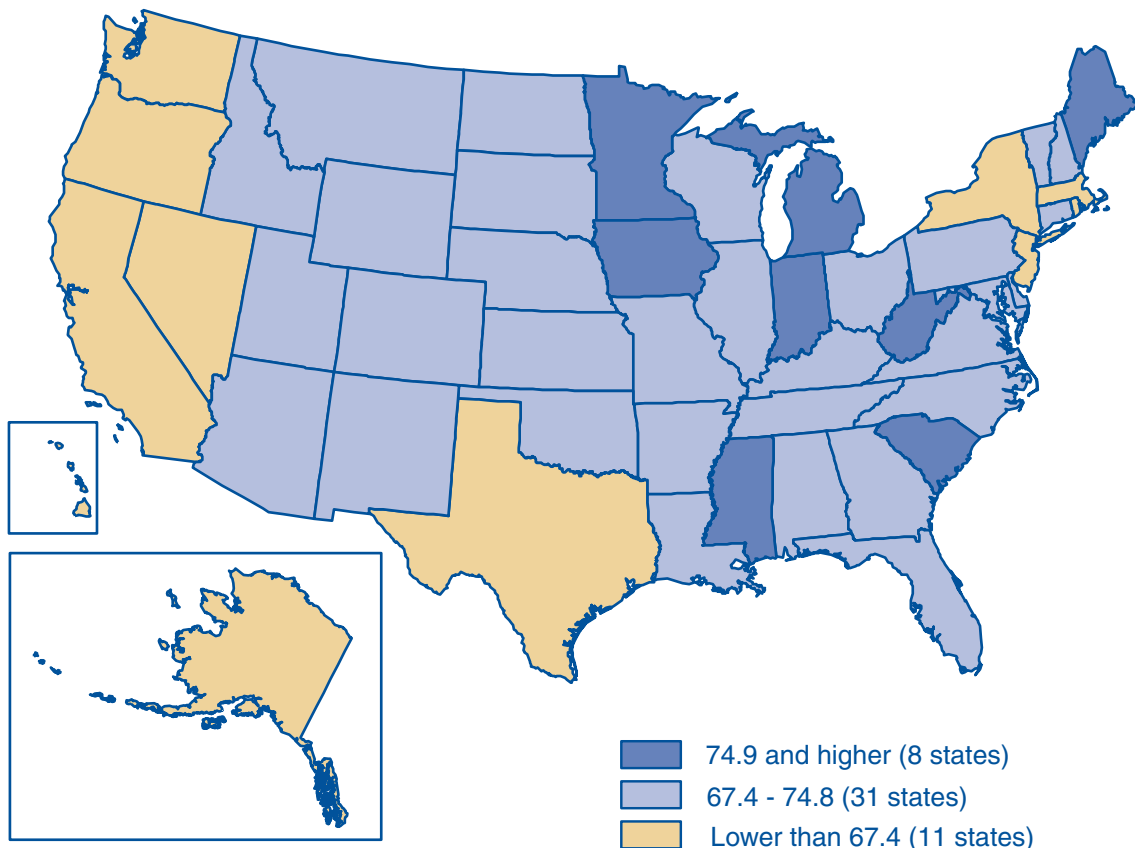 74.9 and higher (8 states)
67.4 - 74.8 (31 states)
Lower than 67.4 (11 states)